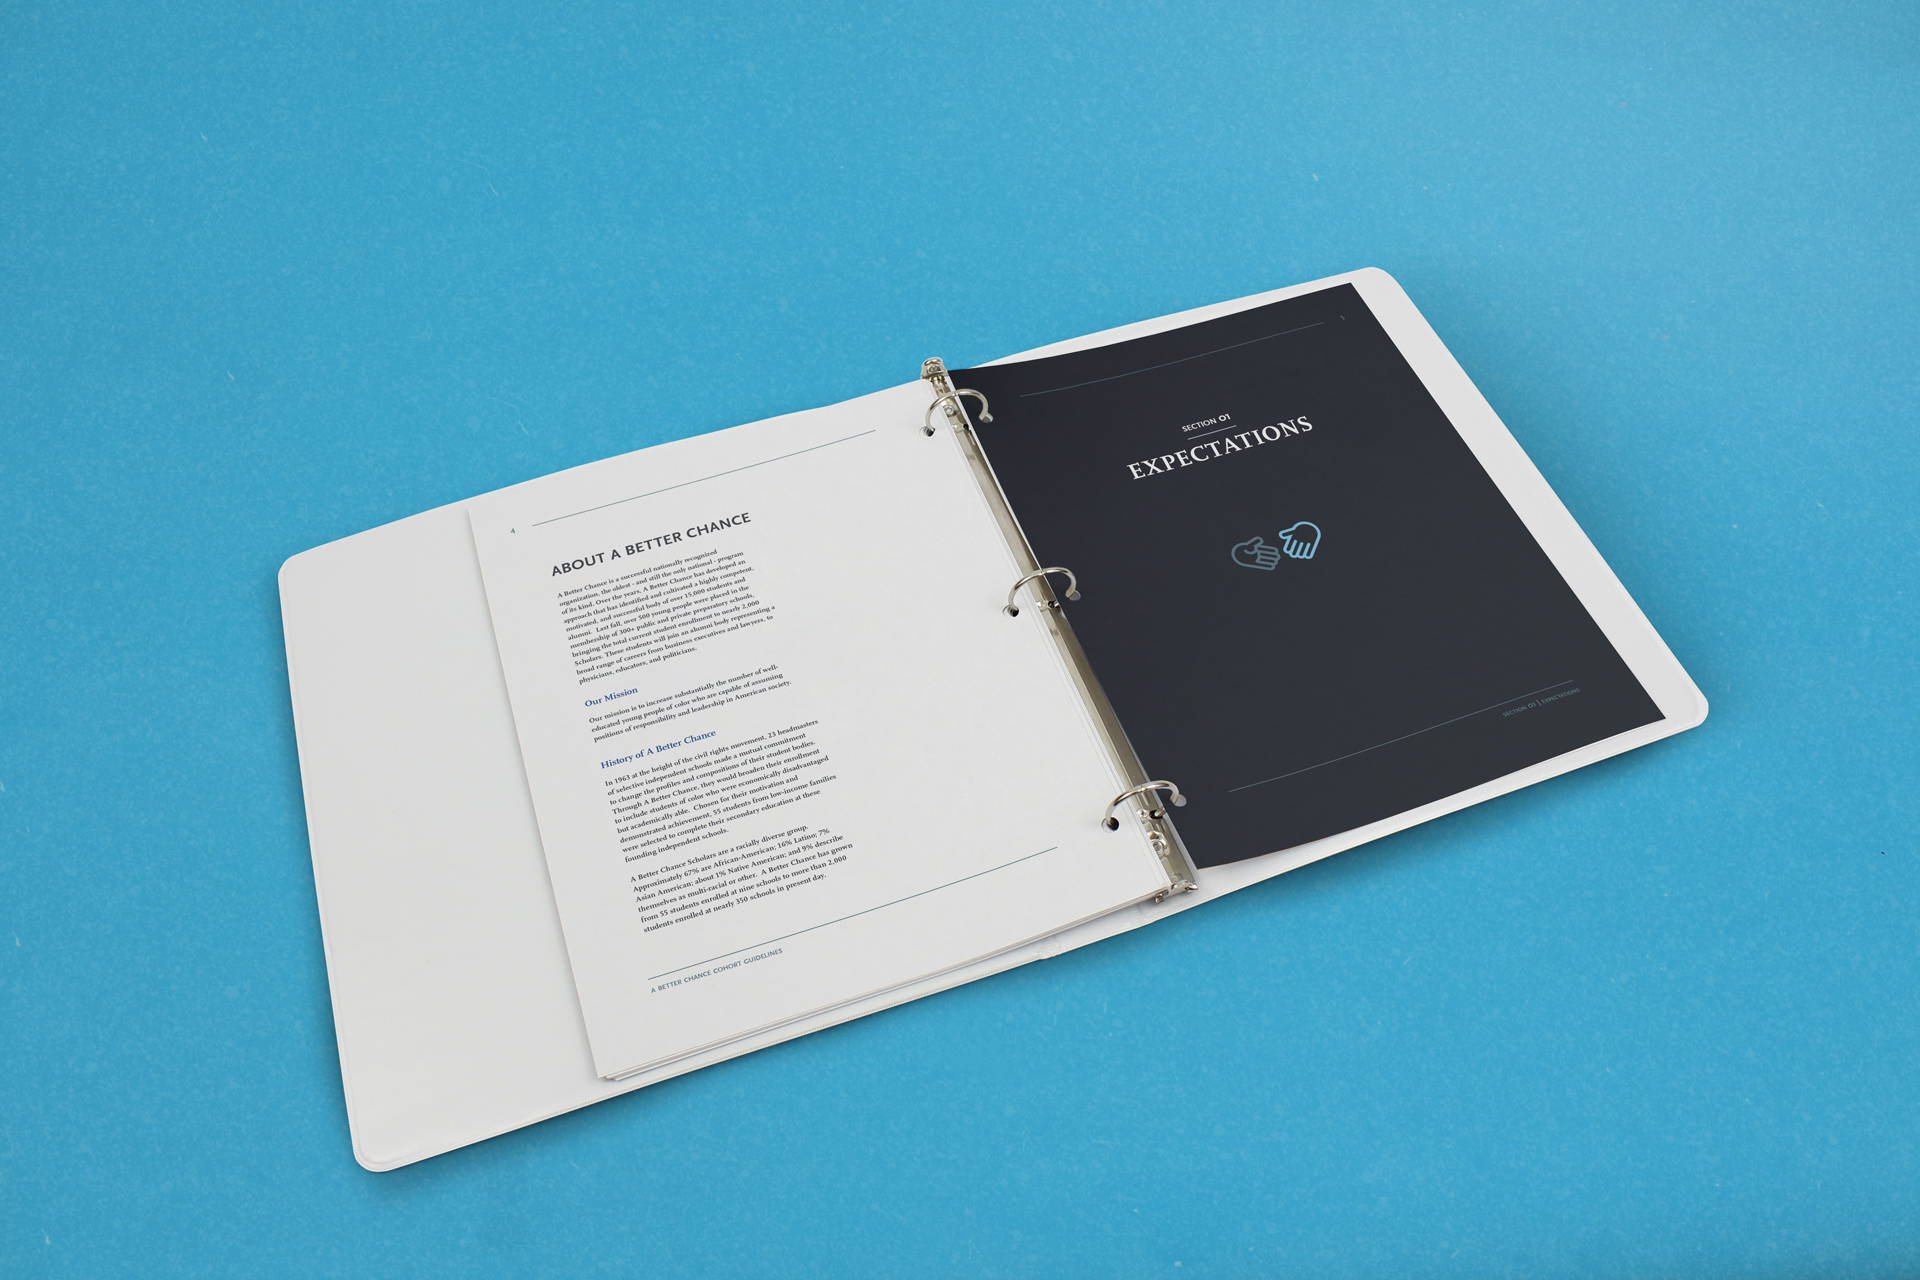 4
ABOUT A BETTER CHANCE
A Better Chance is a successful nationally recognized
organization, the oldest - and still the only national - program
of its kind. Over the years, A Better Chance has developed an
approach that has identified and cultivated a highly competent,
motivated, and successful body of over 15,000 students and
alumni. Last fall, over 500 young people were placed in the
membership of 300+ public and private preparatory schools,
bringing the total current student enrollment to nearly 2,000
Scholars. These students will join an alumni body representing a
broad range of careers from business executives and lawyers, to
physicians, educators, and politicians.
Our Mission
Our mission is to increase substantially the number of well-
educated young people of color who are capable of assuming
positions of responsibility and leadership in American society.
History of A Better Chance
In 1963 at the height of the civil rights movement, 23 headmasters
of selective independent schools made a mutual commitment
to change the profiles and compositions of their student bodies.
Through A Better Chance, they would broaden their enrollment
to include students of color who were economically disadvantaged
but academically able. Chosen for their motivation and
demonstrated achievement, 55 students from low-income families
were selected to complete their secondary education at these
founding independent schools.
A Better Chance Scholars are a racially diverse group.
Approximately 67% are African-American; 16% Latino; 7%
Asian American; about 1% Native American; and 9% describe
themselves as multi-racial or other. A Better Chance has grown
from 55 students enrolled at nine schools to more than 2,000
students enrolled at nearly 350 schools in present day.
A BETTER CHANCE COHORT GUIDELINES
5
SECTION 01
EXPECTATIONS
SECTION 01 | EXPECTATIONS